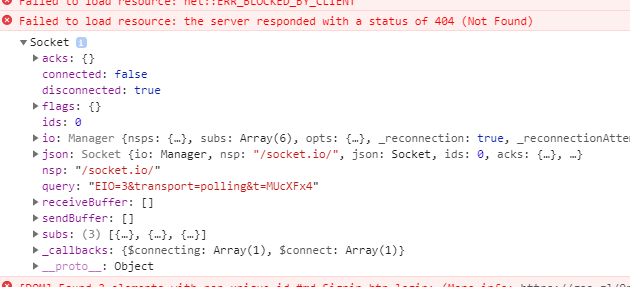 Failed to load resource: net::ERR_BLOCKED_BY_CLIENT
Failed to load resource: the server responded with a status of 404 (Not Found)
▼Socket i
▶acks: {}
connected: false
disconnected: true
▶flags: {}
ids: 0
▶io: Manager {nsps: {…}, subs: Array(6), opts: {…}, _reconnection: true, _reconnectionAtte
▶json: Socket {io: Manager, nsp: "/socket.io/", json: Socket, ids: 0, acks: {…}, …}
nsp: "/socket.io/"
query: "EIO=3&transport=polling&t=MUcXFx4"
▶receiveBuffer: []
▶sendBuffer: []
▶subs: (3) [{…}, {…}, {…}]
▶_callbacks: {$connecting: Array(1), $connect: Array(1)}
▶__proto__: Object
[DOM] Found 2 elements with non-unique id #md-Signin-btn-login: (More info: https://goo.gl/9